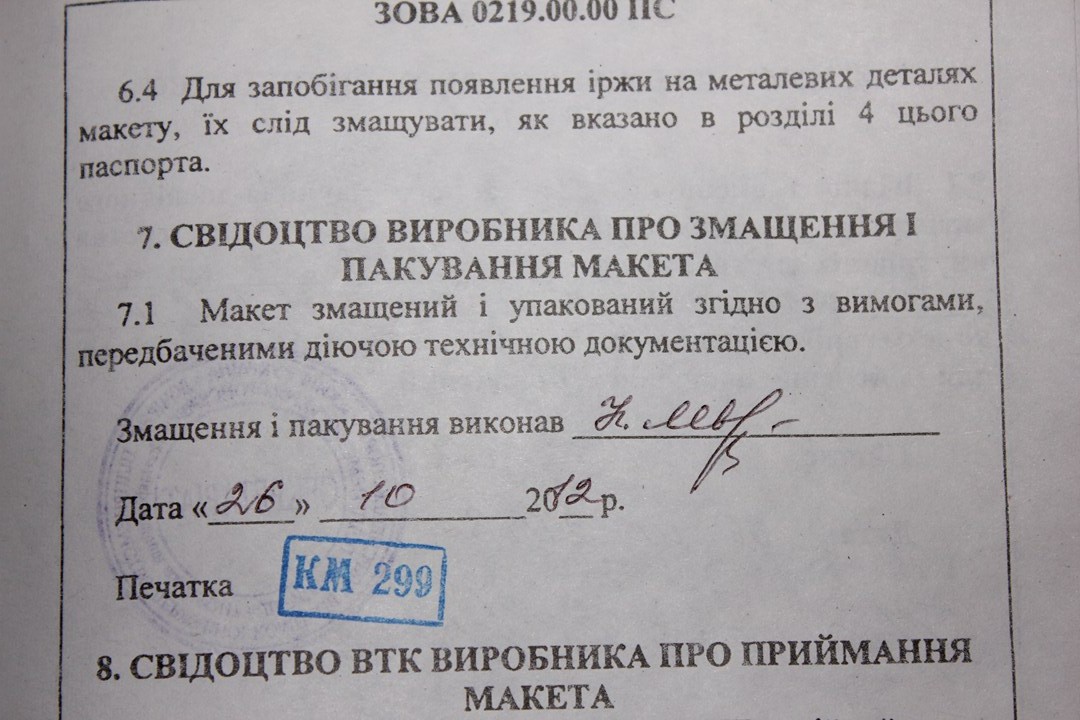 ЗОВА 0219.00.00 ПС
6.4 Для запобігання появлення іржи на металевих деталях
макету, їх слід змащувати, як вказано в розділі 4 цього
паспорта.
7. СВІДОЦТВО ВИРОБНИКА ПРО ЗМАЩЕННЯ І
ПАКУВАННЯ МАКЕТА
7.1 Макет змащений і упакований згідно з вимогами,
передбаченими діючою технічною документацією.
Змащення і пакування виконав
Дата «26» 10 2012 р.
Печатка КМ 299
8. СВІДОЦТВО ВТК ВИРОБНИКА ПРО ПРИЙМАННЯ
МАКЕТА